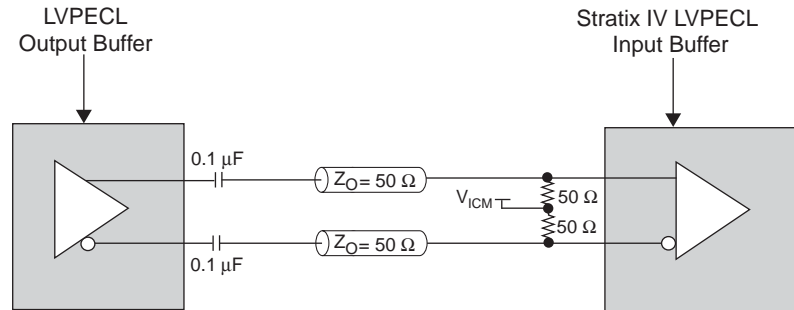 LVPECL
Output Buffer
Stratix IV LVPECL
Input Buffer
0.1 µF
Z_O = 50 Ω
V_ICM
50 Ω
50 Ω
Z_O = 50 Ω
0.1 µF